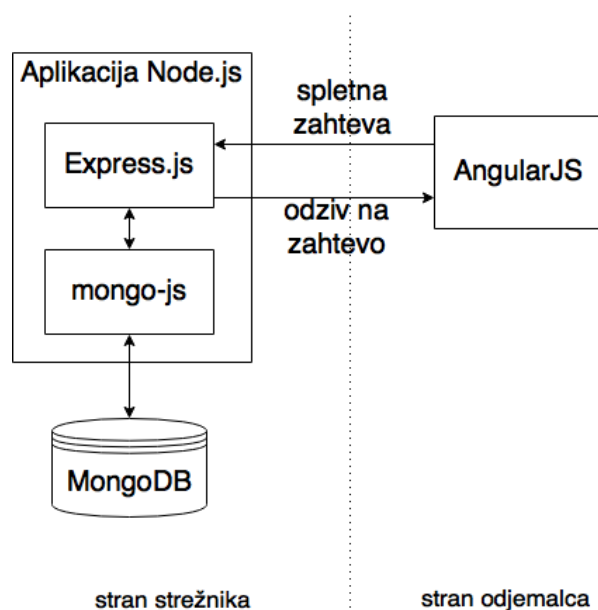 Aplikacija Node.js
spletna
zahteva
Express.js
AngularJS
odziv na
zahtevo
mongo-js
MongoDB
stran strežnika
stran odjemalca